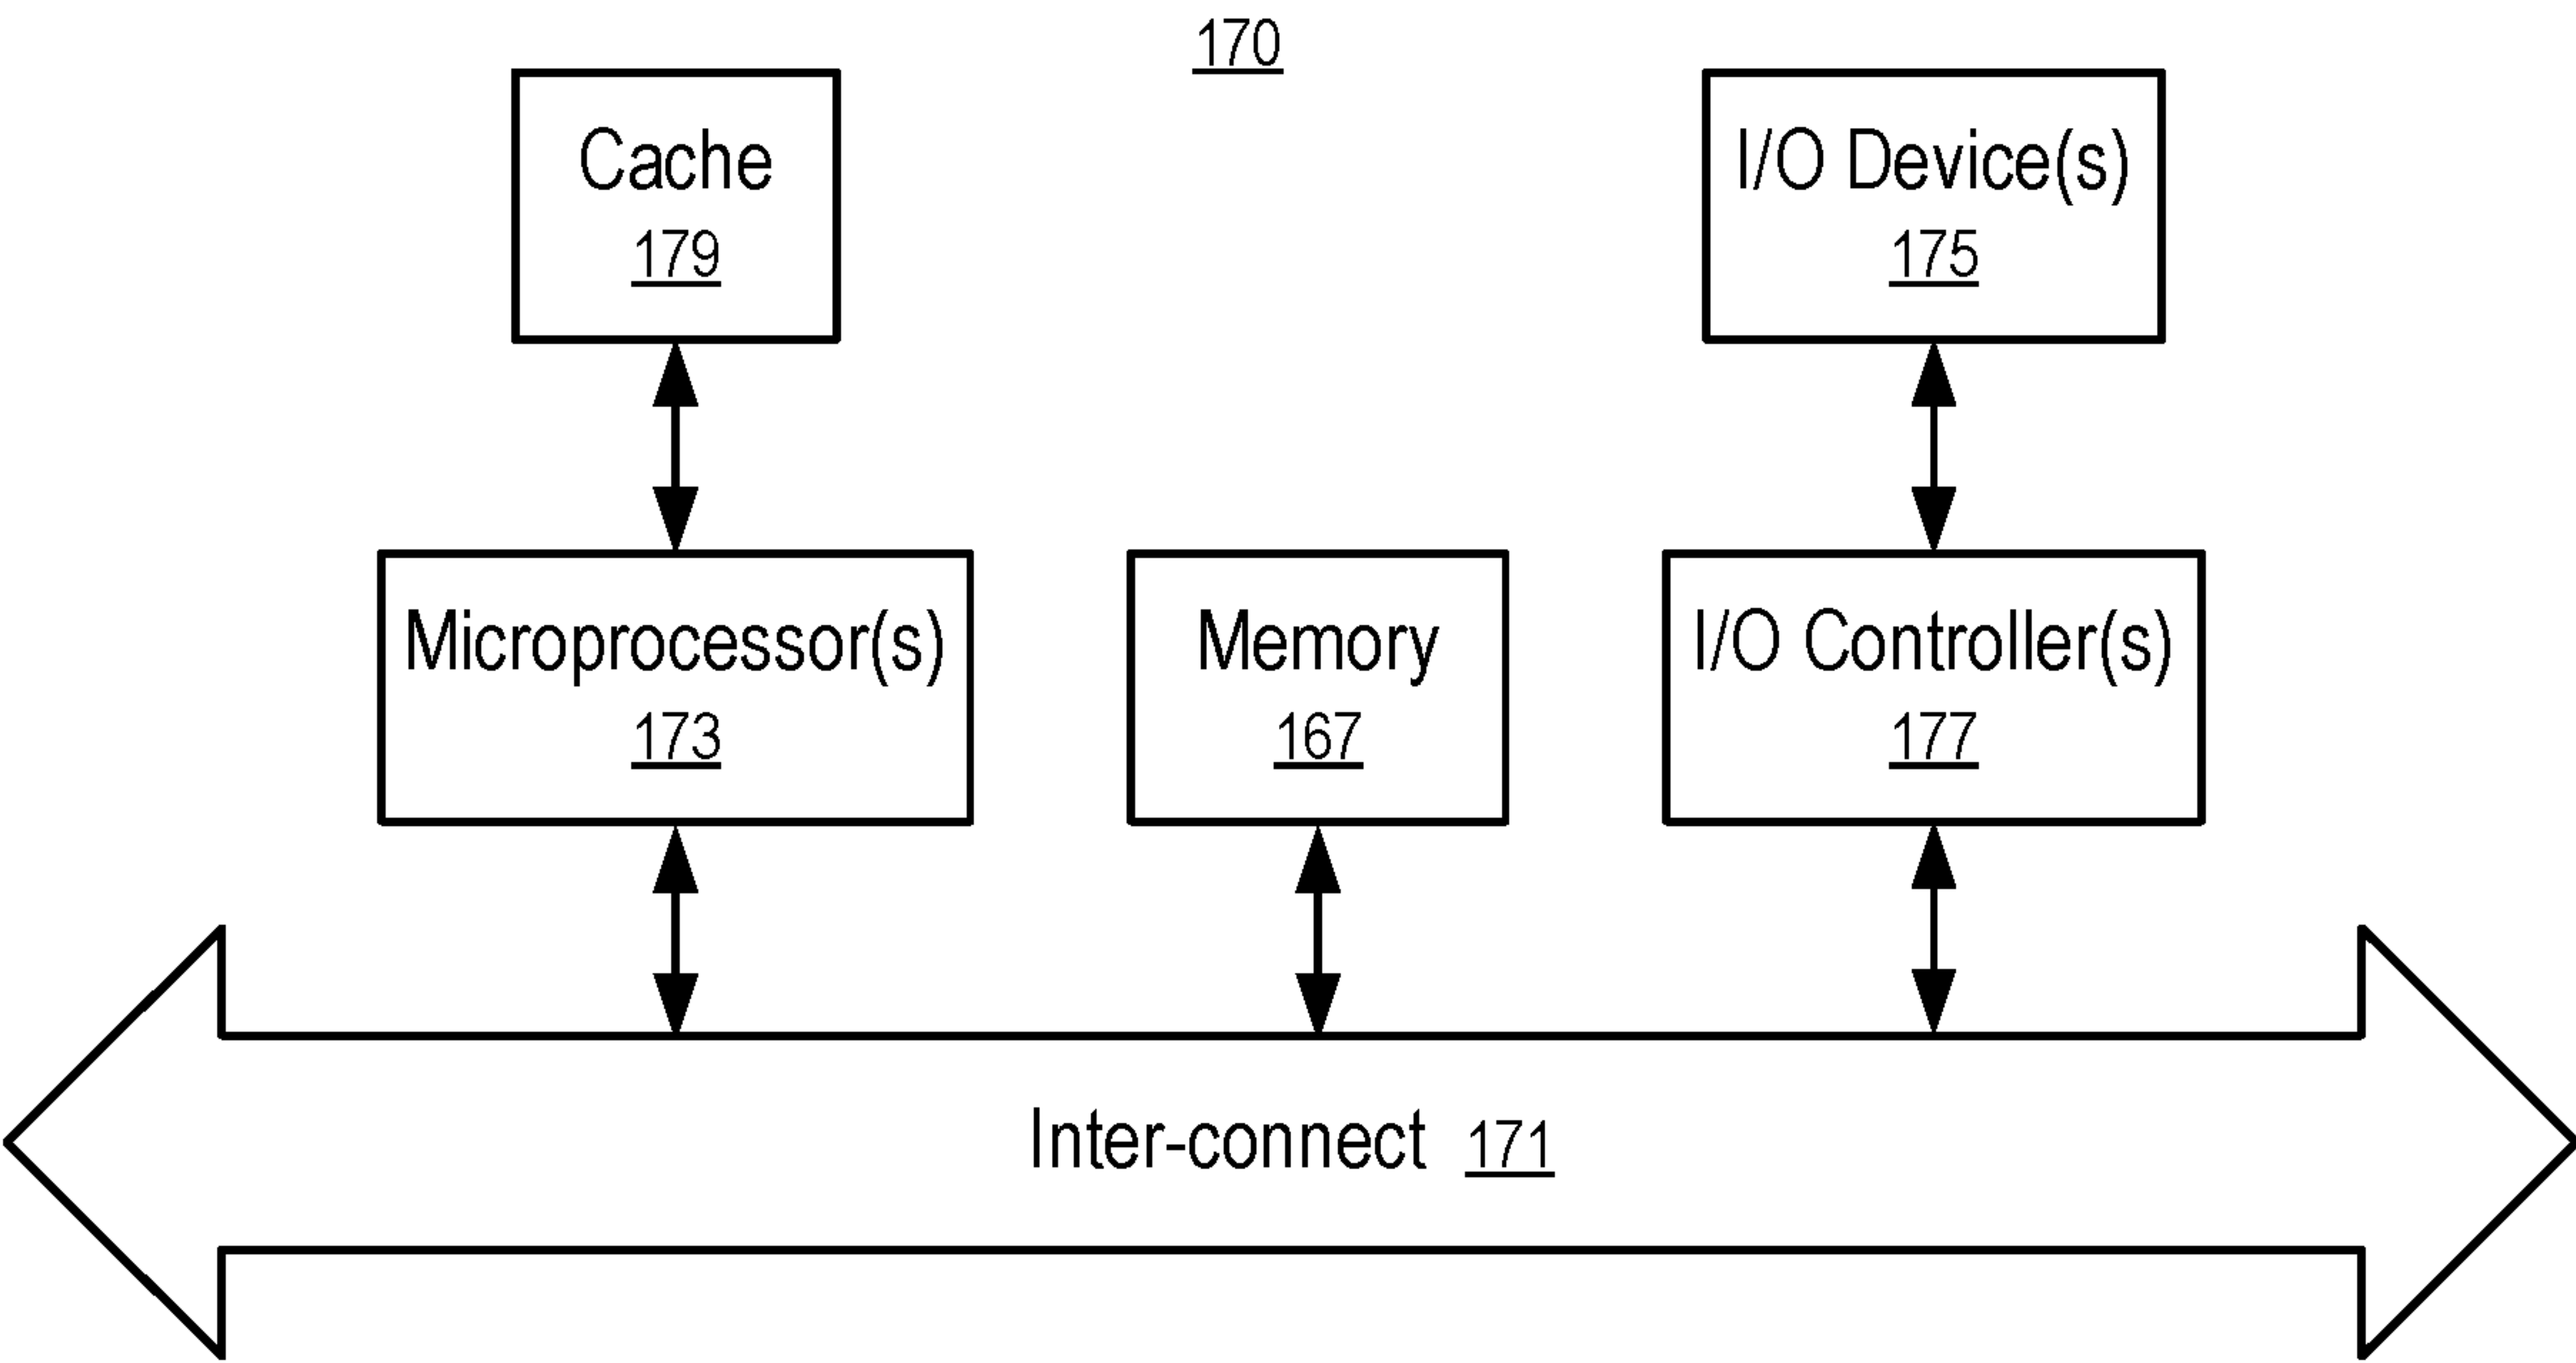 170
Cache
179
I/O Device(s)
175
Microprocessor(s)
173
Memory
167
I/O Controller(s)
177
Inter-connect 171